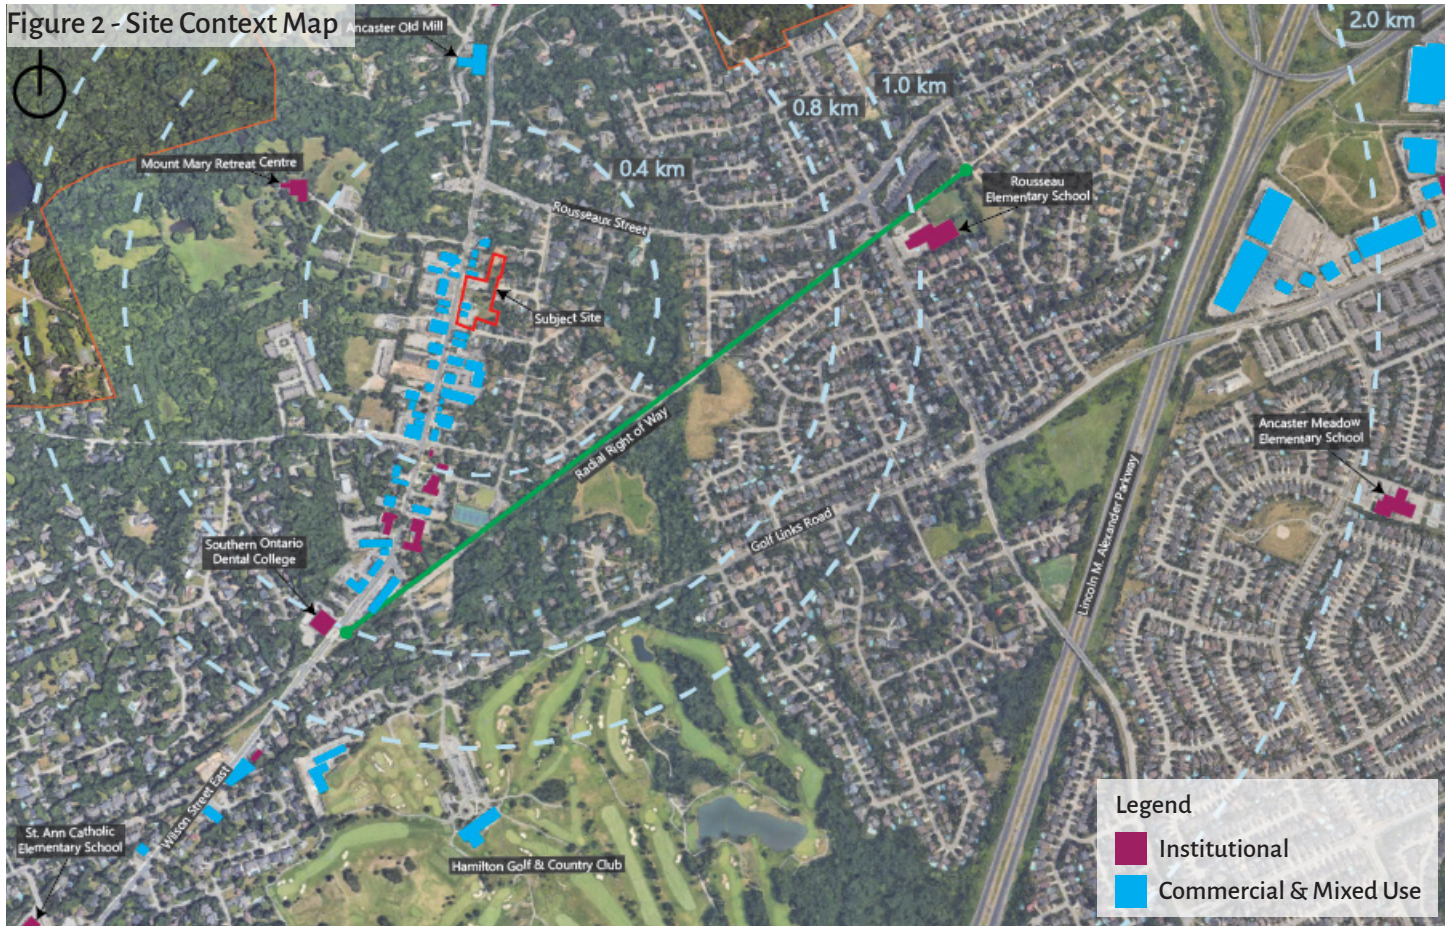 Figure 2 - Site Context Map
Ancaster Old Mill
2.0 km
1.0 km
0.8 km
0.4 km
Mount Mary Retreat Centre
Rousseau
Elementary School
Rousseaux Street
Subject Site
Radial Right of Way
Ancaster Meadow
Elementary School
Golf Links Road
Lincoln M. Alexander Parkway
Southern Ontario
Dental College
Wilson Street East
St. Ann Catholic
Elementary School
Hamilton Golf & Country Club
Legend
Institutional
Commercial & Mixed Use